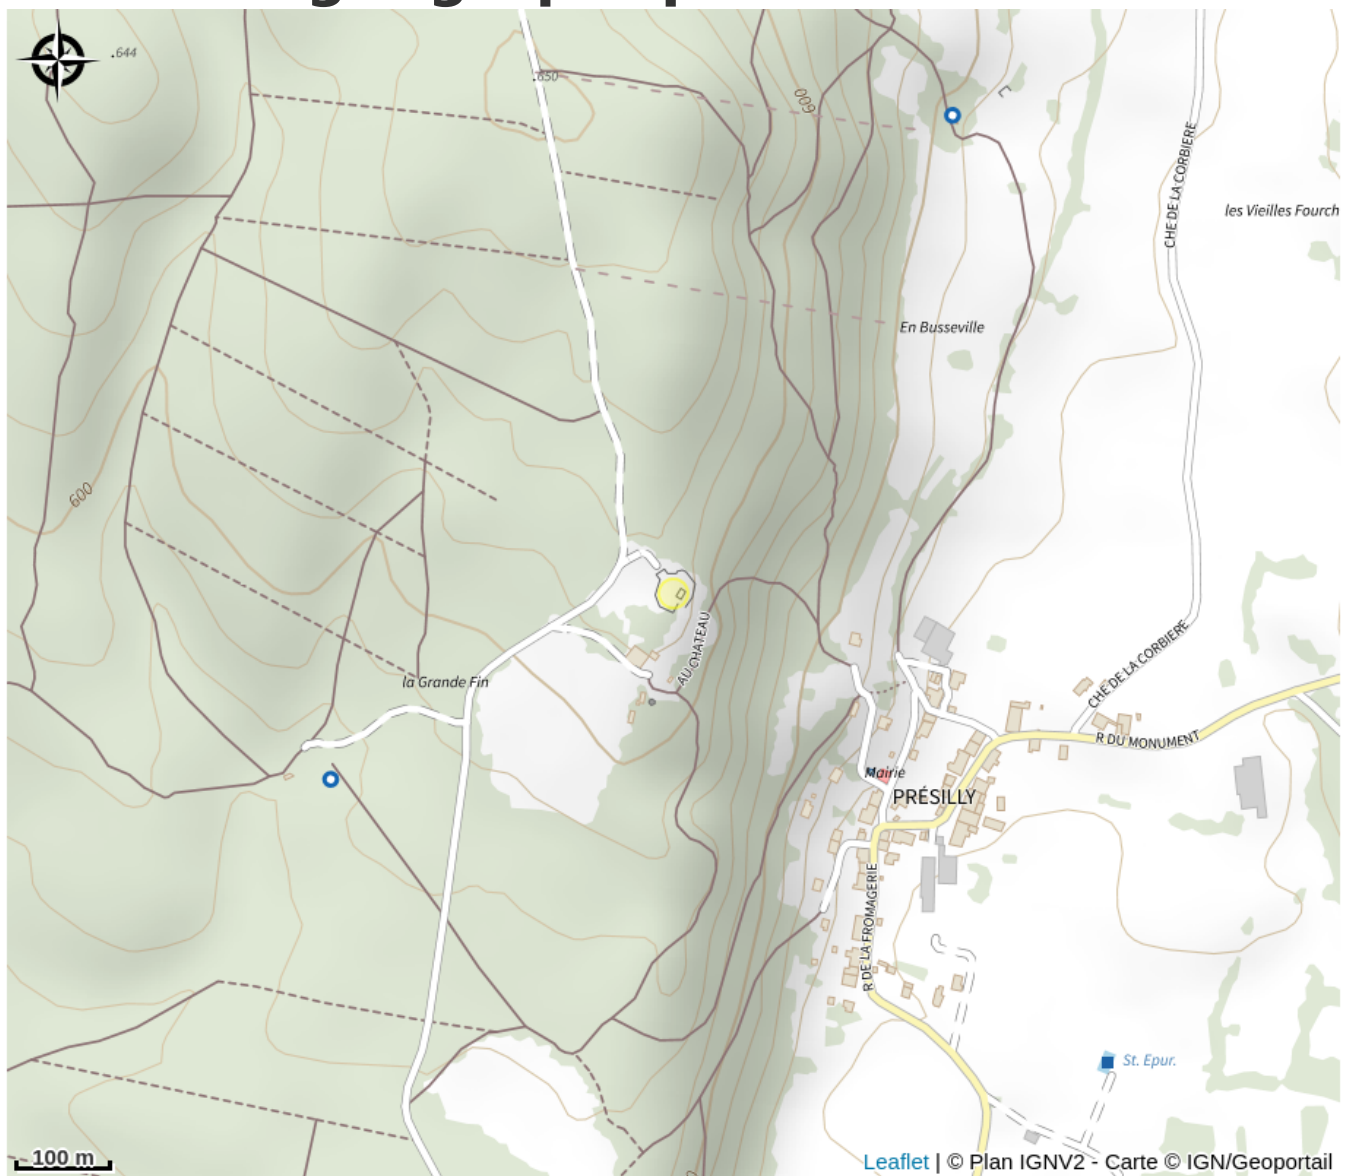 .644
.650
600
CHE DE LA CORBIERE
les Vieilles Fourch
En Busseville
600
AU CHATEAU
la Grande Fin
CHE DE LA CORBIERE
R DU MONUMENT
Mairie
PRÉSILLY
R DE LA FROMAGERIE
St. Epur.
100 m
Leaflet | © Plan IGNV2 - Carte © IGN/Geoportail